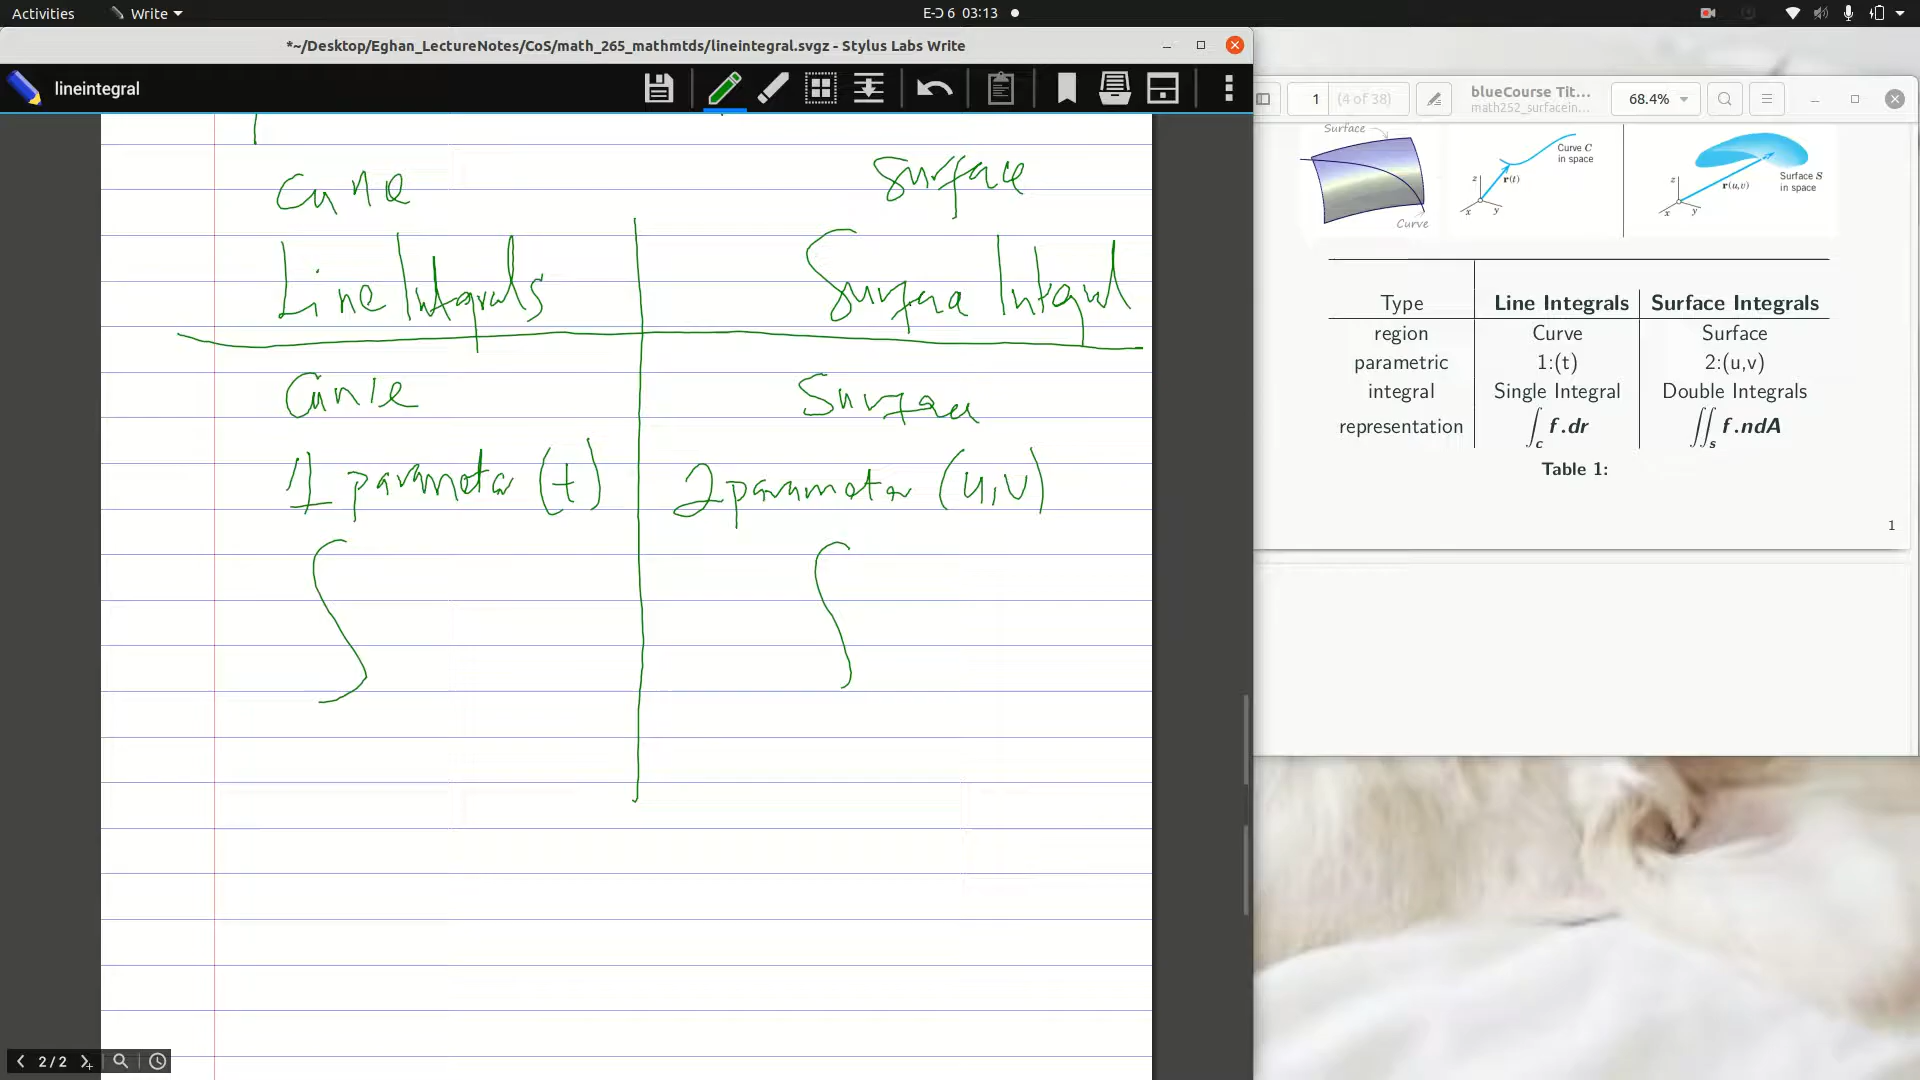 Activities Write E-Ɔ 6 03:13
*~/Desktop/Eghan_LectureNotes/CoS/math_265_mathmtds/lineintegral.svgz - Stylus Labs Write
lineintegral
Curve Surface
Line Integrals Surface Integral
Curve Surface
1 parameter (t) 2 parameter (u,v)
∫ ∫
2/2
1 (4 of 38) blueCourse Tit... 68.4%
math252_surfacein...
Surface
Curve
Curve C
in space
r(t)
z
x y
Surface S
in space
r(u,v)
z
x y
Type Line Integrals Surface Integrals
region Curve Surface
parametric 1:(t) 2:(u,v)
integral Single Integral Double Integrals
representation ∫c f.dr ∬s f.ndA
Table 1:
1